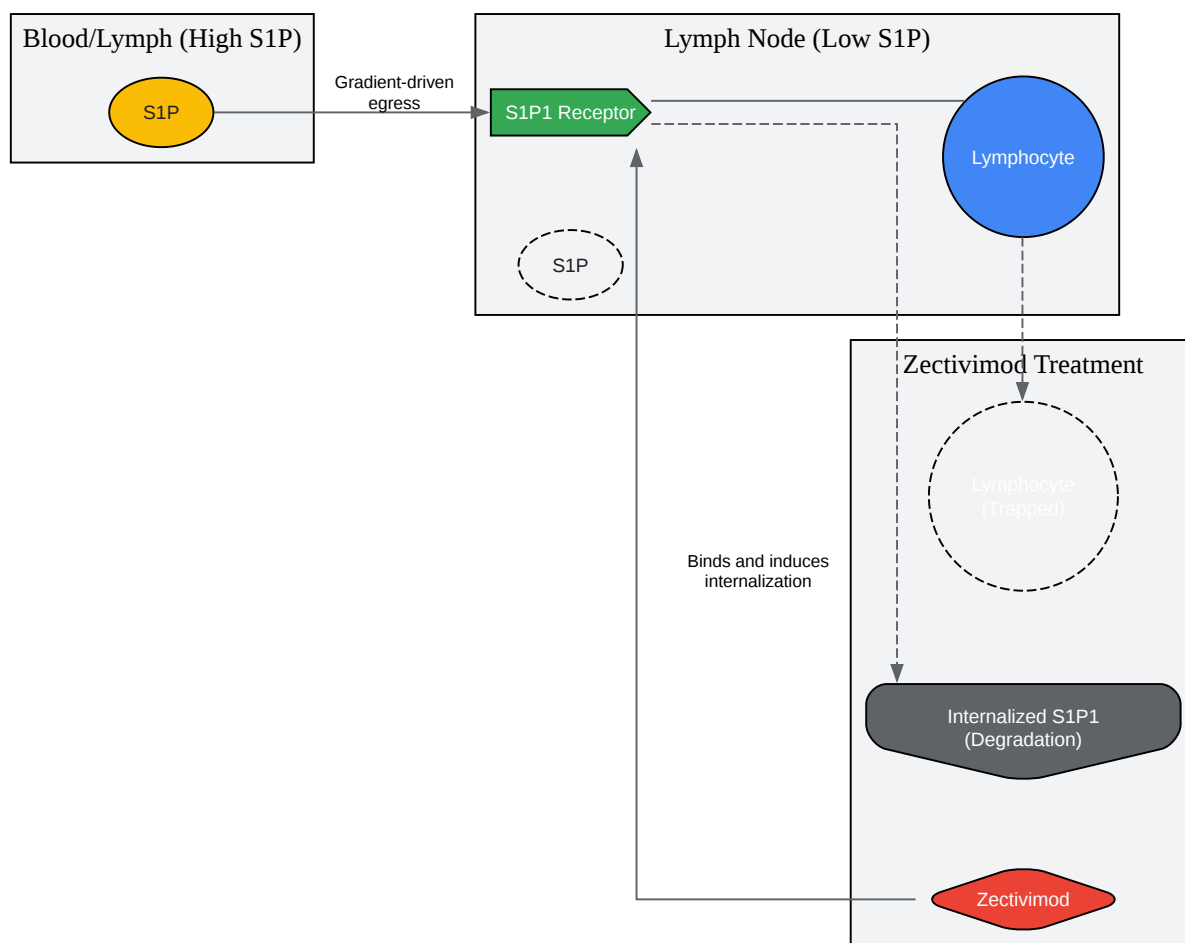 Blood/Lymph (High S1P)
S1P
Gradient-driven
egress
Lymph Node (Low S1P)
S1P1 Receptor
Lymphocyte
S1P
Zectivimod Treatment
Lymphocyte
(Trapped)
Binds and induces
internalization
Internalized S1P1
(Degradation)
Zectivimod